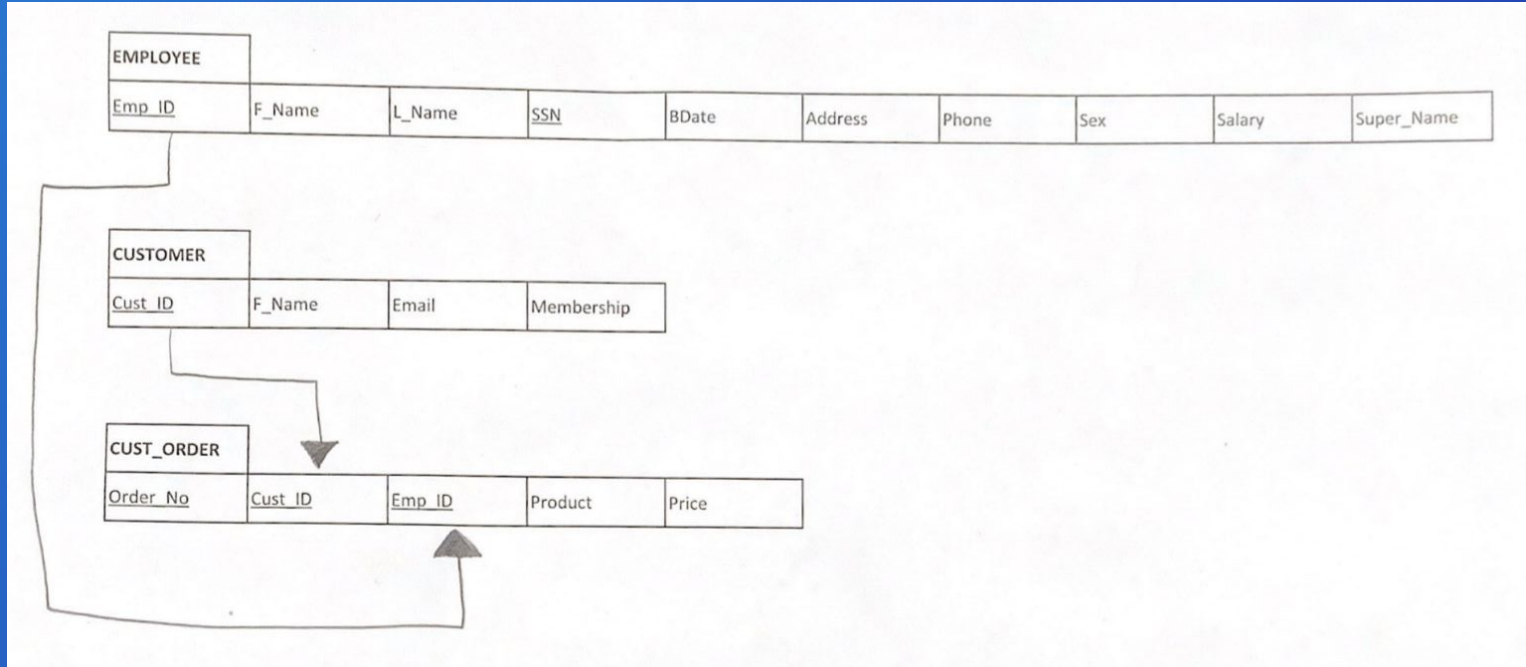 EMPLOYEE
Emp_ID F_Name L_Name SSN BDate Address Phone Sex Salary Super_Name
CUSTOMER
Cust_ID F_Name Email Membership
CUST_ORDER
Order_No Cust_ID Emp_ID Product Price